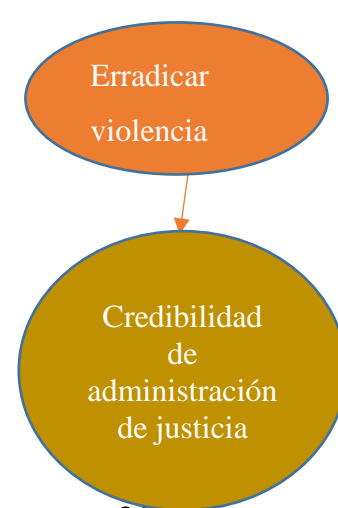 Erradicar
violencia
Credibilidad
de
administración
de justicia